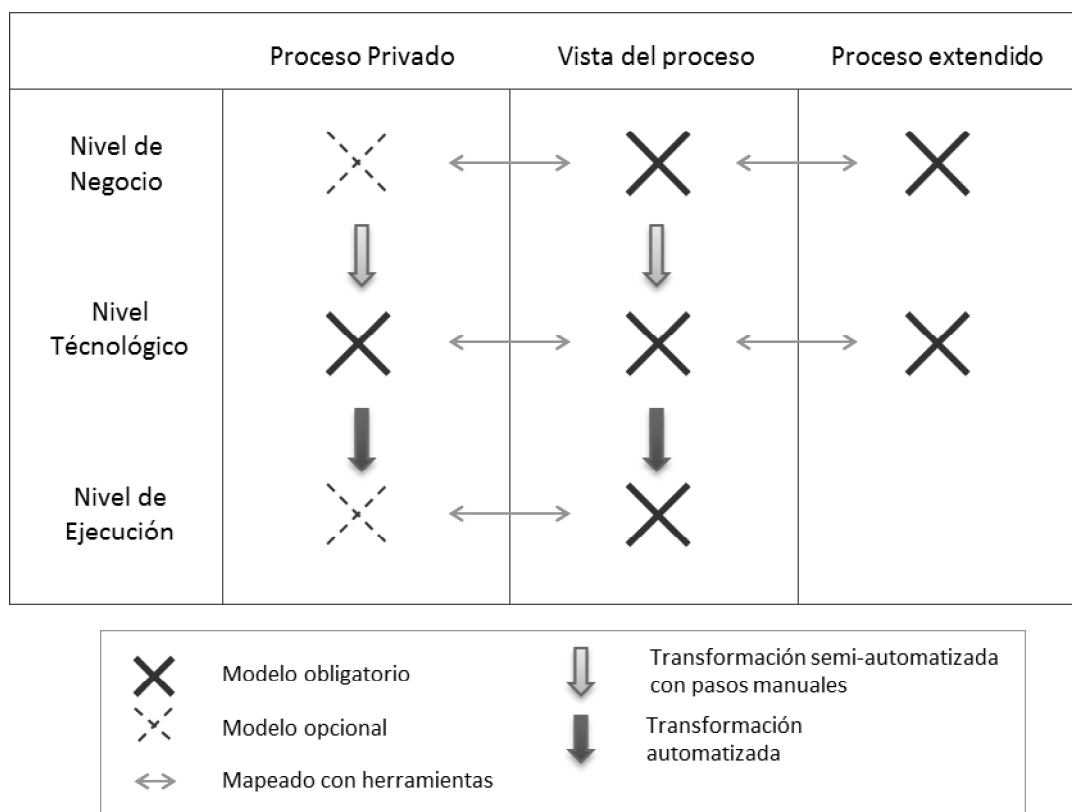 Proceso Privado
Vista del proceso
Proceso extendido
Nivel de
Negocio
Nivel
Técnológico
Nivel de
Ejecución
Modelo obligatorio
Modelo opcional
Mapeado con herramientas
Transformación semi-automatizada
con pasos manuales
Transformación
automatizada